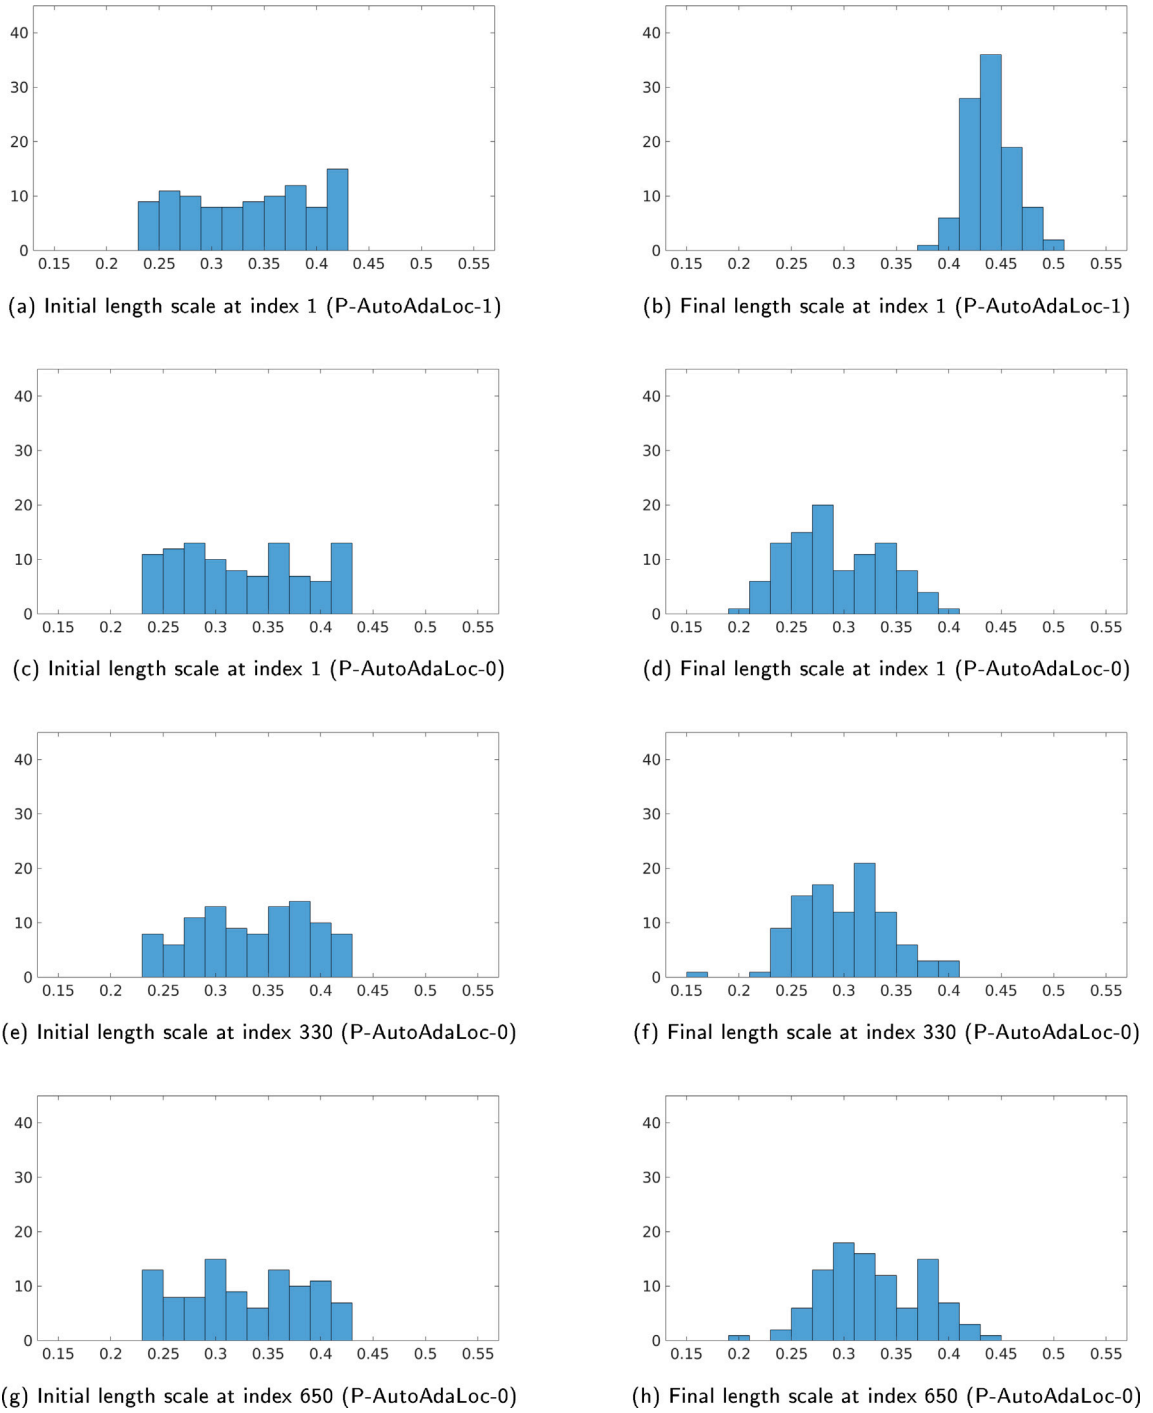 40
30
20
10
0
0.15 0.2 0.25 0.3 0.35 0.4 0.45 0.5 0.55
(a) Initial length scale at index 1 (P-AutoAdaLoc-1)
40
30
20
10
0
0.15 0.2 0.25 0.3 0.35 0.4 0.45 0.5 0.55
(b) Final length scale at index 1 (P-AutoAdaLoc-1)
40
30
20
10
0
0.15 0.2 0.25 0.3 0.35 0.4 0.45 0.5 0.55
(c) Initial length scale at index 1 (P-AutoAdaLoc-0)
40
30
20
10
0
0.15 0.2 0.25 0.3 0.35 0.4 0.45 0.5 0.55
(d) Final length scale at index 1 (P-AutoAdaLoc-0)
40
30
20
10
0
0.15 0.2 0.25 0.3 0.35 0.4 0.45 0.5 0.55
(e) Initial length scale at index 330 (P-AutoAdaLoc-0)
40
30
20
10
0
0.15 0.2 0.25 0.3 0.35 0.4 0.45 0.5 0.55
(f) Final length scale at index 330 (P-AutoAdaLoc-0)
40
30
20
10
0
0.15 0.2 0.25 0.3 0.35 0.4 0.45 0.5 0.55
(g) Initial length scale at index 650 (P-AutoAdaLoc-0)
40
30
20
10
0
0.15 0.2 0.25 0.3 0.35 0.4 0.45 0.5 0.55
(h) Final length scale at index 650 (P-AutoAdaLoc-0)